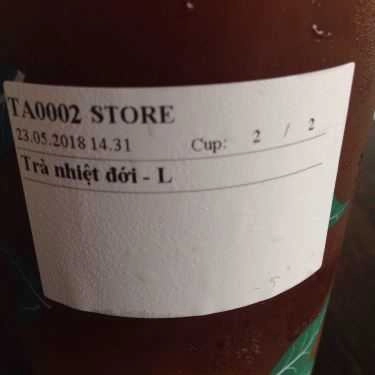 TA0002 STORE
23.05.2018 14.31 Cup: 2 / 2
Trà nhiệt đới - L